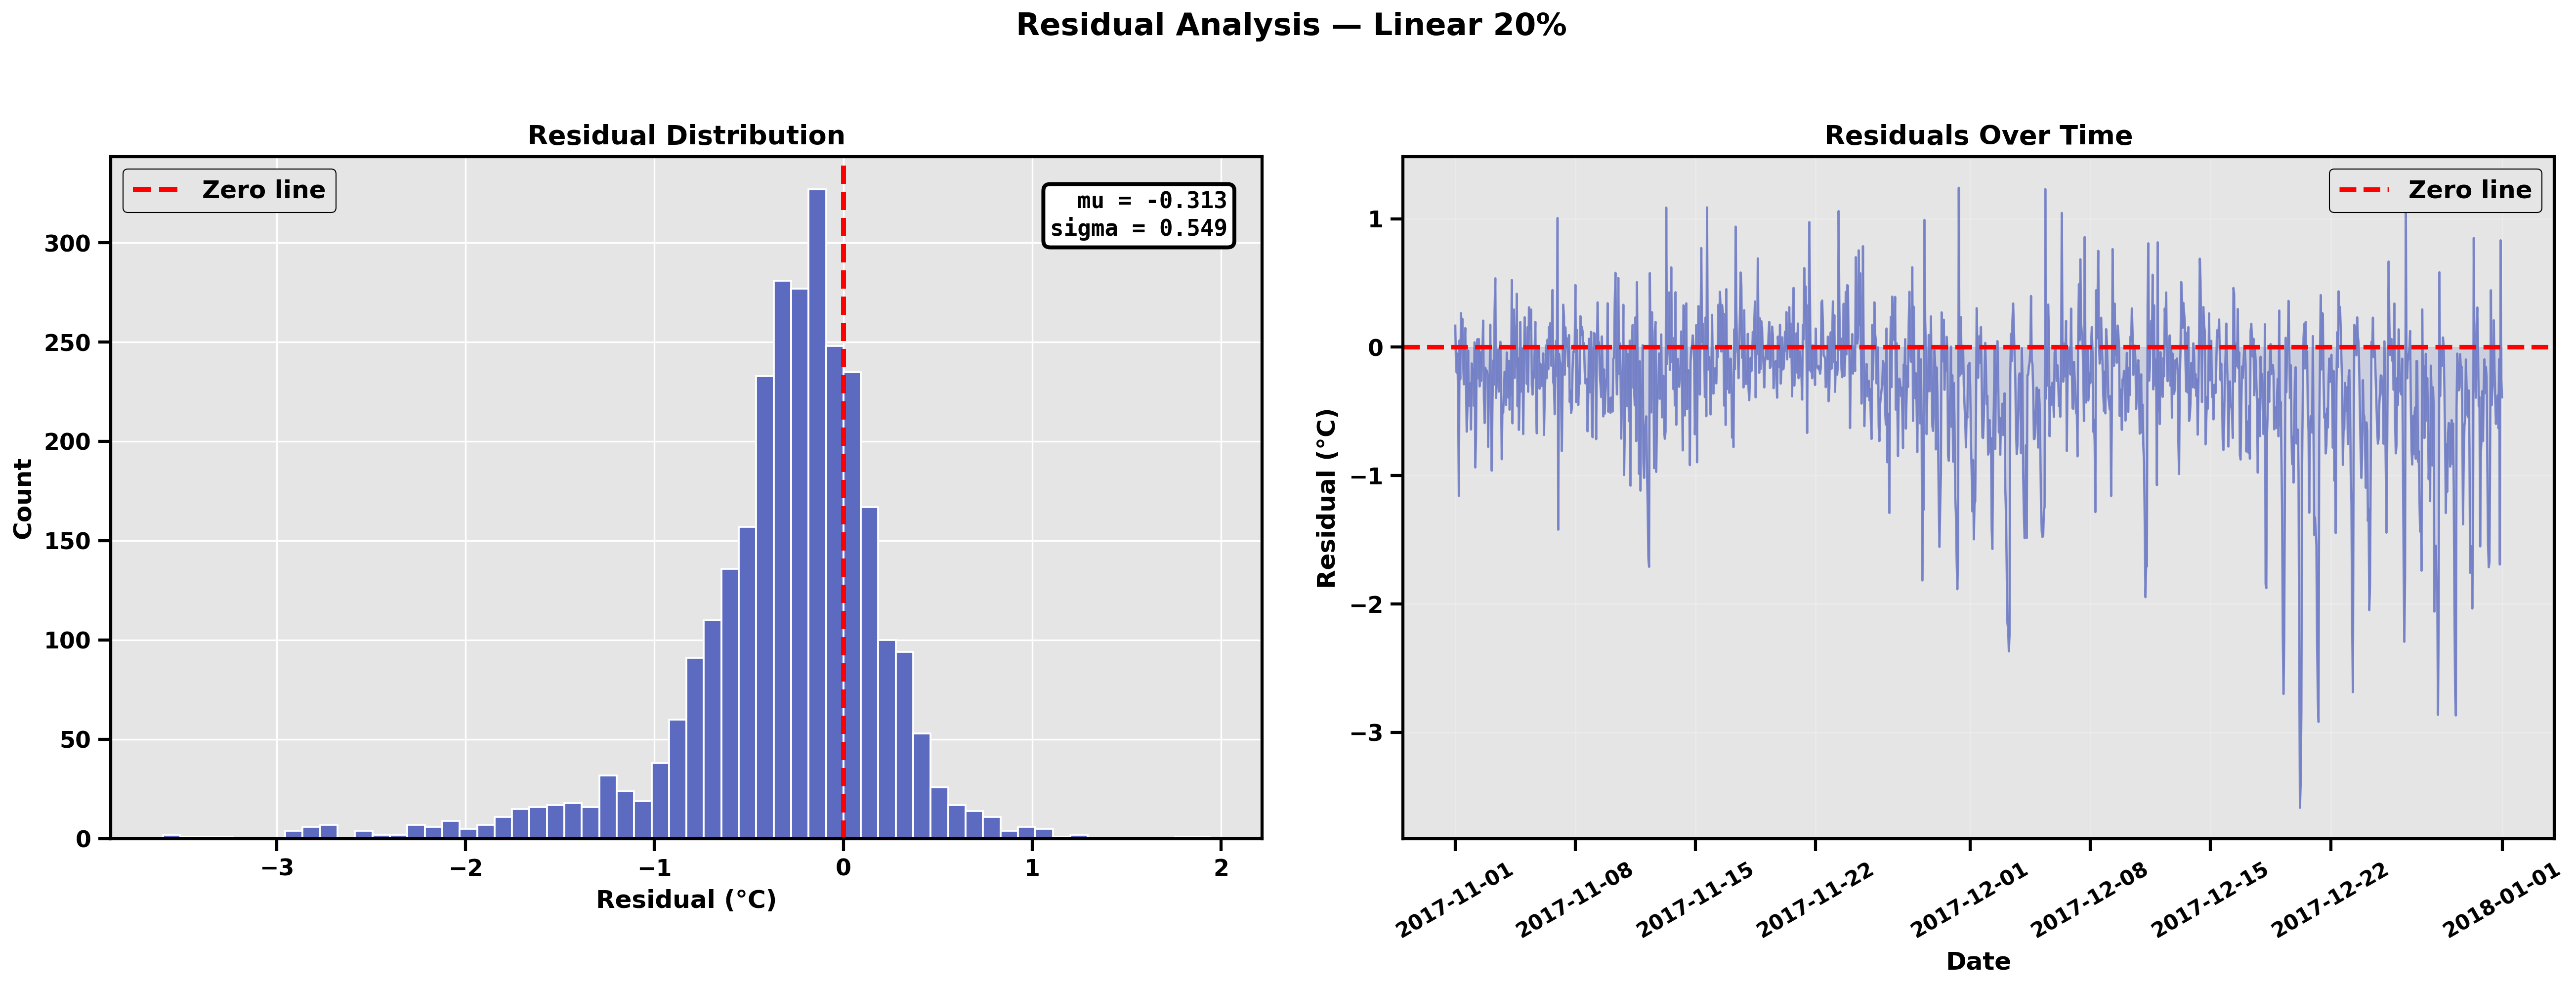 Residual Analysis — Linear 20%
Residual Distribution
Zero line
mu = -0.313
sigma = 0.549
Count
300
250
200
150
100
50
0
−3 −2 −1 0 1 2
Residual (°C)
Residuals Over Time
Zero line
Residual (°C)
1
0
−1
−2
−3
2017-11-01 2017-11-08 2017-11-15 2017-11-22 2017-12-01 2017-12-08 2017-12-15 2017-12-22 2018-01-01
Date